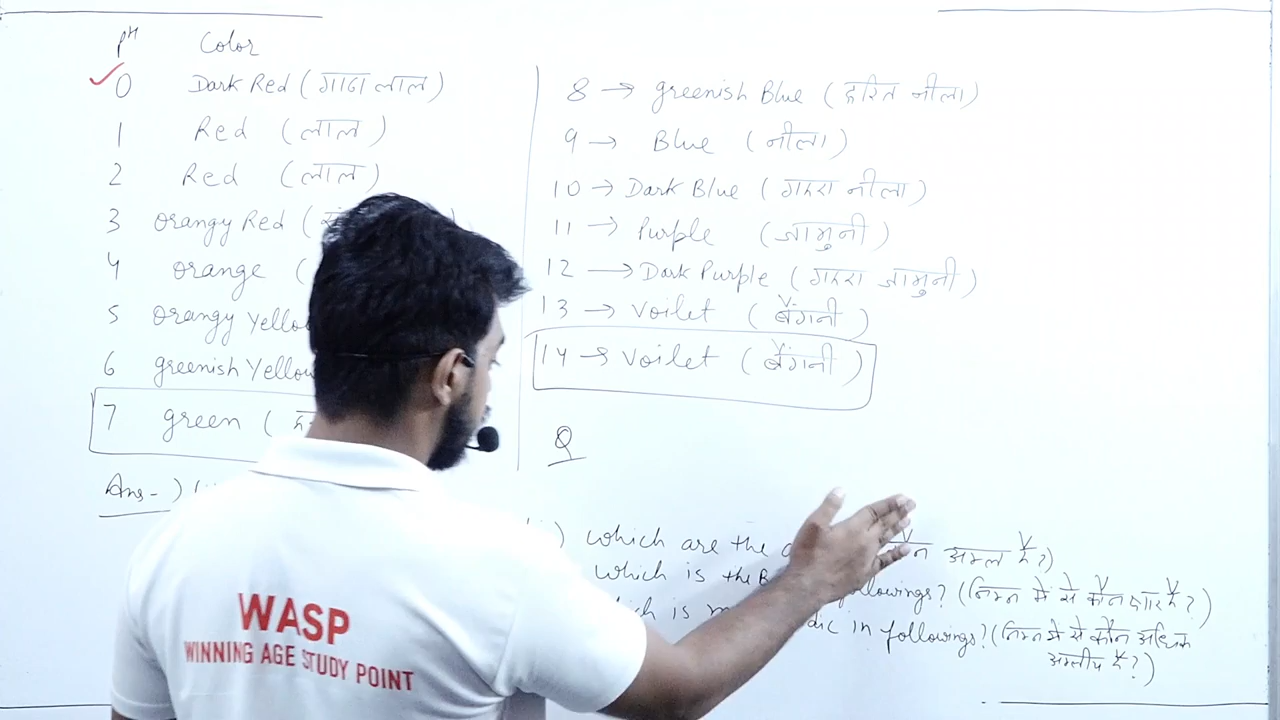 pH Color
0 Dark Red (गाढा लाल)
1 Red (लाल)
2 Red (लाल)
3 orangy Red (
4 orange (
5 orangy Yellow
6 greenish Yellow
7 green (
Ans-)
8 → greenish Blue (हरित नीला)
9 → Blue (नीला)
10 → Dark Blue (गहरा नीला)
11 → Purple (जामुनी)
12 → Dark Purple (गहरा जामुनी)
13 → Voilet (बैंगनी)
14 → Voilet (बैंगनी)
Q
) which are the अम्ल है?)
which is the B followings? (निम्न में से कौन क्षार है?)
is in followings? (निम्न में से कौन अधिक
अम्लीय है?)
WASP
WINNING AGE STUDY POINT